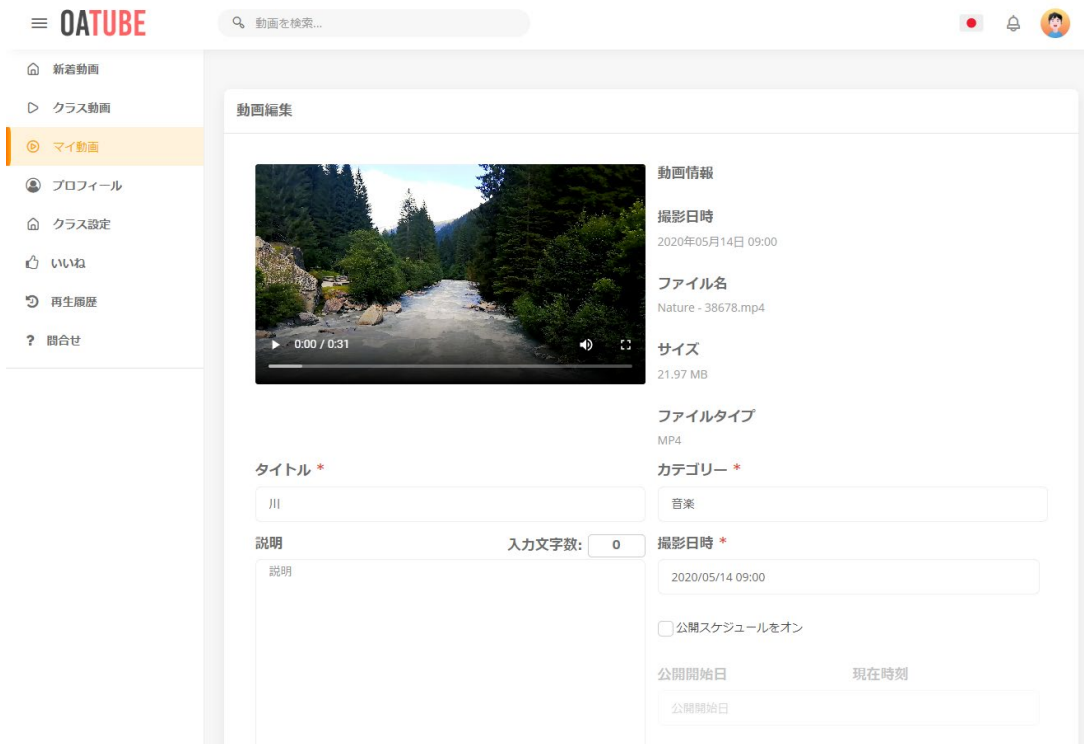 OATUBE
動画を検索...
新着動画
クラス動画
マイ動画
プロフィール
クラス設定
いいね
再生履歴
? 問合せ
動画編集
0:00 / 0:31
動画情報
撮影日時
2020年05月14日 09:00
ファイル名
Nature - 38678.mp4
サイズ
21.97 MB
ファイルタイプ
MP4
タイトル *
川
カテゴリー *
音楽
説明 入力文字数: 0
説明
撮影日時 *
2020/05/14 09:00
公開スケジュールをオン
公開開始日 現在時刻
公開開始日